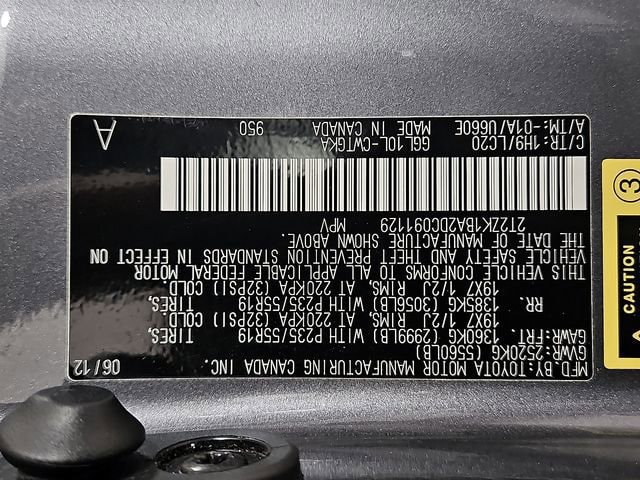 MFD. BY: TOYOTA MOTOR MANUFACTURING CANADA INC. 06/12
GVWR: 2520KG (5560LB)
GAWR: FRT. 1360KG (2999LB) WITH P235/55R19 TIRES,
19X7 1/2J RIMS, AT 220KPA (32PSI) COLD.
RR. 1385KG (3056LB) WITH P235/55R19 TIRES,
19X7 1/2J RIMS, AT 220KPA (32PSI) COLD.
THIS VEHICLE CONFORMS TO ALL APPLICABLE FEDERAL MOTOR
VEHICLE SAFETY AND THEFT PREVENTION STANDARDS IN EFFECT ON
THE DATE OF MANUFACTURE SHOWN ABOVE.
2T2ZK1BA2DC091129 MPV
C/TR: 1H9/LC20 GGL10L-CWTGKA 950
A/TM:-01A/U660E MADE IN CANADA A
CAUTION
3